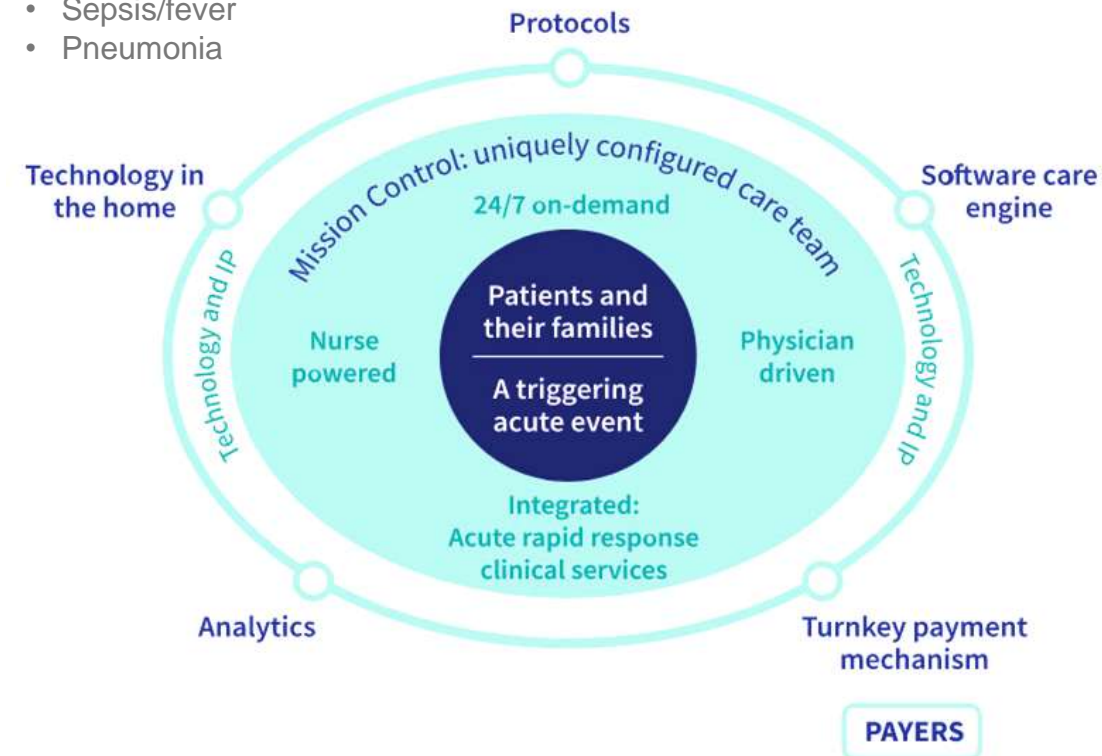 • Sepsis/fever
• Pneumonia
Protocols
Technology in
the home
Software care
engine
Mission Control: uniquely configured care team
24/7 on-demand
Technology and IP
Technology and IP
Patients and
their families
A triggering
acute event
Nurse
powered
Physician
driven
Integrated:
Acute rapid response
clinical services
Analytics
Turnkey payment
mechanism
PAYERS